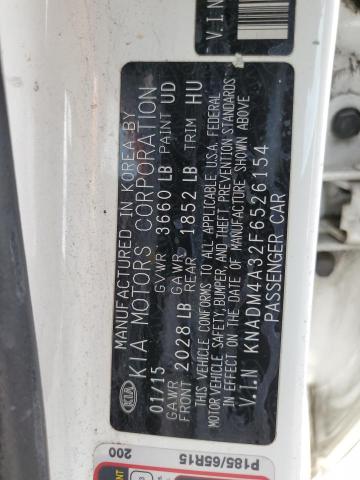 MANUFACTURED IN KOREA BY
KIA KIA MOTORS CORPORATION
01/15 GVWR 3660 LB PAINT UD
GAWR FRONT 2028 LB GAWR REAR 1852 LB TRIM HU
THIS VEHICLE CONFORMS TO ALL APPLICABLE U.S.A. FEDERAL
MOTOR VEHICLE SAFETY, BUMPER, AND THEFT PREVENTION STANDARDS
IN EFFECT ON THE DATE OF MANUFACTURE SHOWN ABOVE.
V.I.N KNADM4A32F6526154
PASSENGER CAR
V.I.N
P185/65R15
200